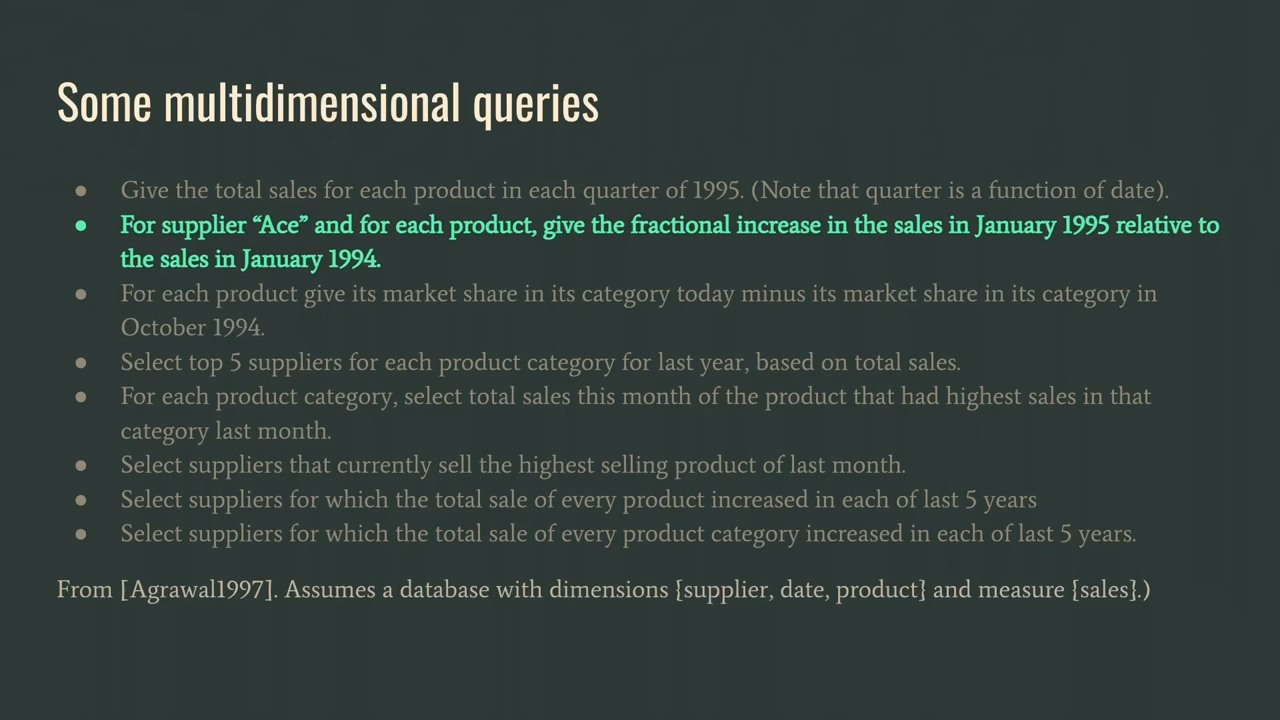 Some multidimensional queries
● Give the total sales for each product in each quarter of 1995. (Note that quarter is a function of date).
● For supplier “Ace” and for each product, give the fractional increase in the sales in January 1995 relative to
the sales in January 1994.
● For each product give its market share in its category today minus its market share in its category in
October 1994.
● Select top 5 suppliers for each product category for last year, based on total sales.
● For each product category, select total sales this month of the product that had highest sales in that
category last month.
● Select suppliers that currently sell the highest selling product of last month.
● Select suppliers for which the total sale of every product increased in each of last 5 years
● Select suppliers for which the total sale of every product category increased in each of last 5 years.
From [Agrawal1997]. Assumes a database with dimensions {supplier, date, product} and measure {sales}.)